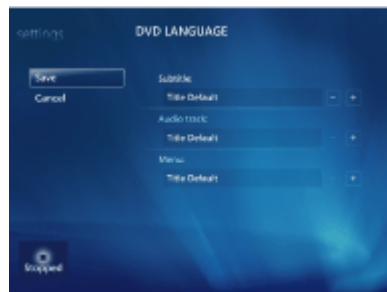 settings
DVD LANGUAGE
Save
Cancel
Subtitle:
Title Default
- +
Audio track:
Title Default
- +
Menu:
Title Default
- +
Stopped